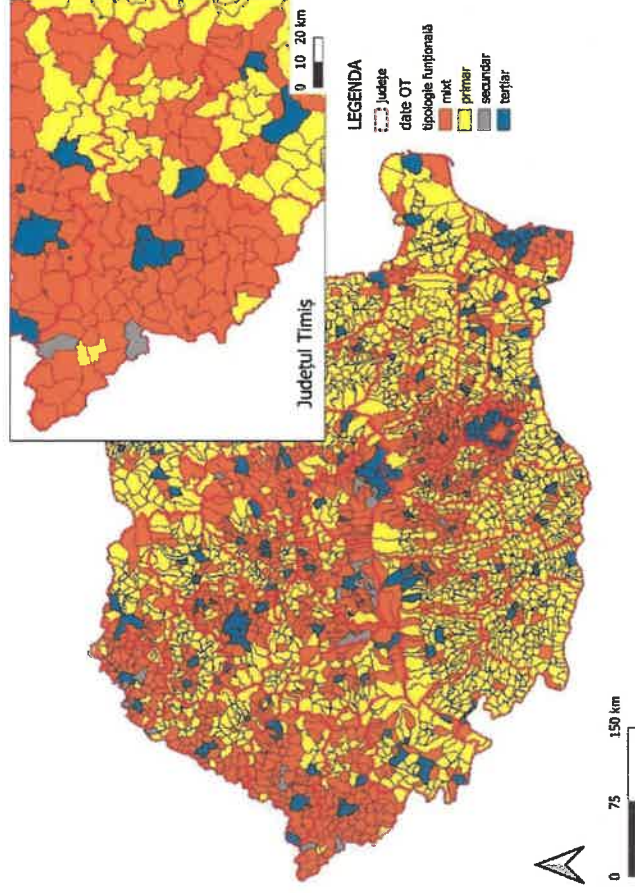 0 10 20 km
Județul Timiș
LEGENDA
județe
date OT
tipologie funțională
mixt
primar
secundar
terțiar
0 75 150 km